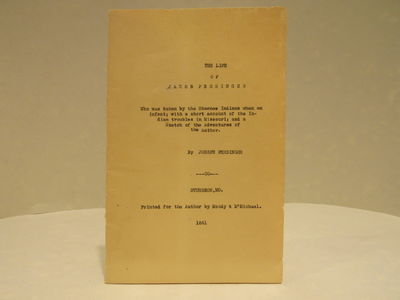 THE LIFE
OF
JACOB PERSINGER
Who was taken by the Shawnee Indians when an
infant; with a short account of the In-
dian troubles in Missouri; and a
Sketch of the Adventures of
the Author.
By JOSEPH PERSINGER
---oo---
STURGEON, MO.
Printed for the Author by Moody & M'Michael.
1861